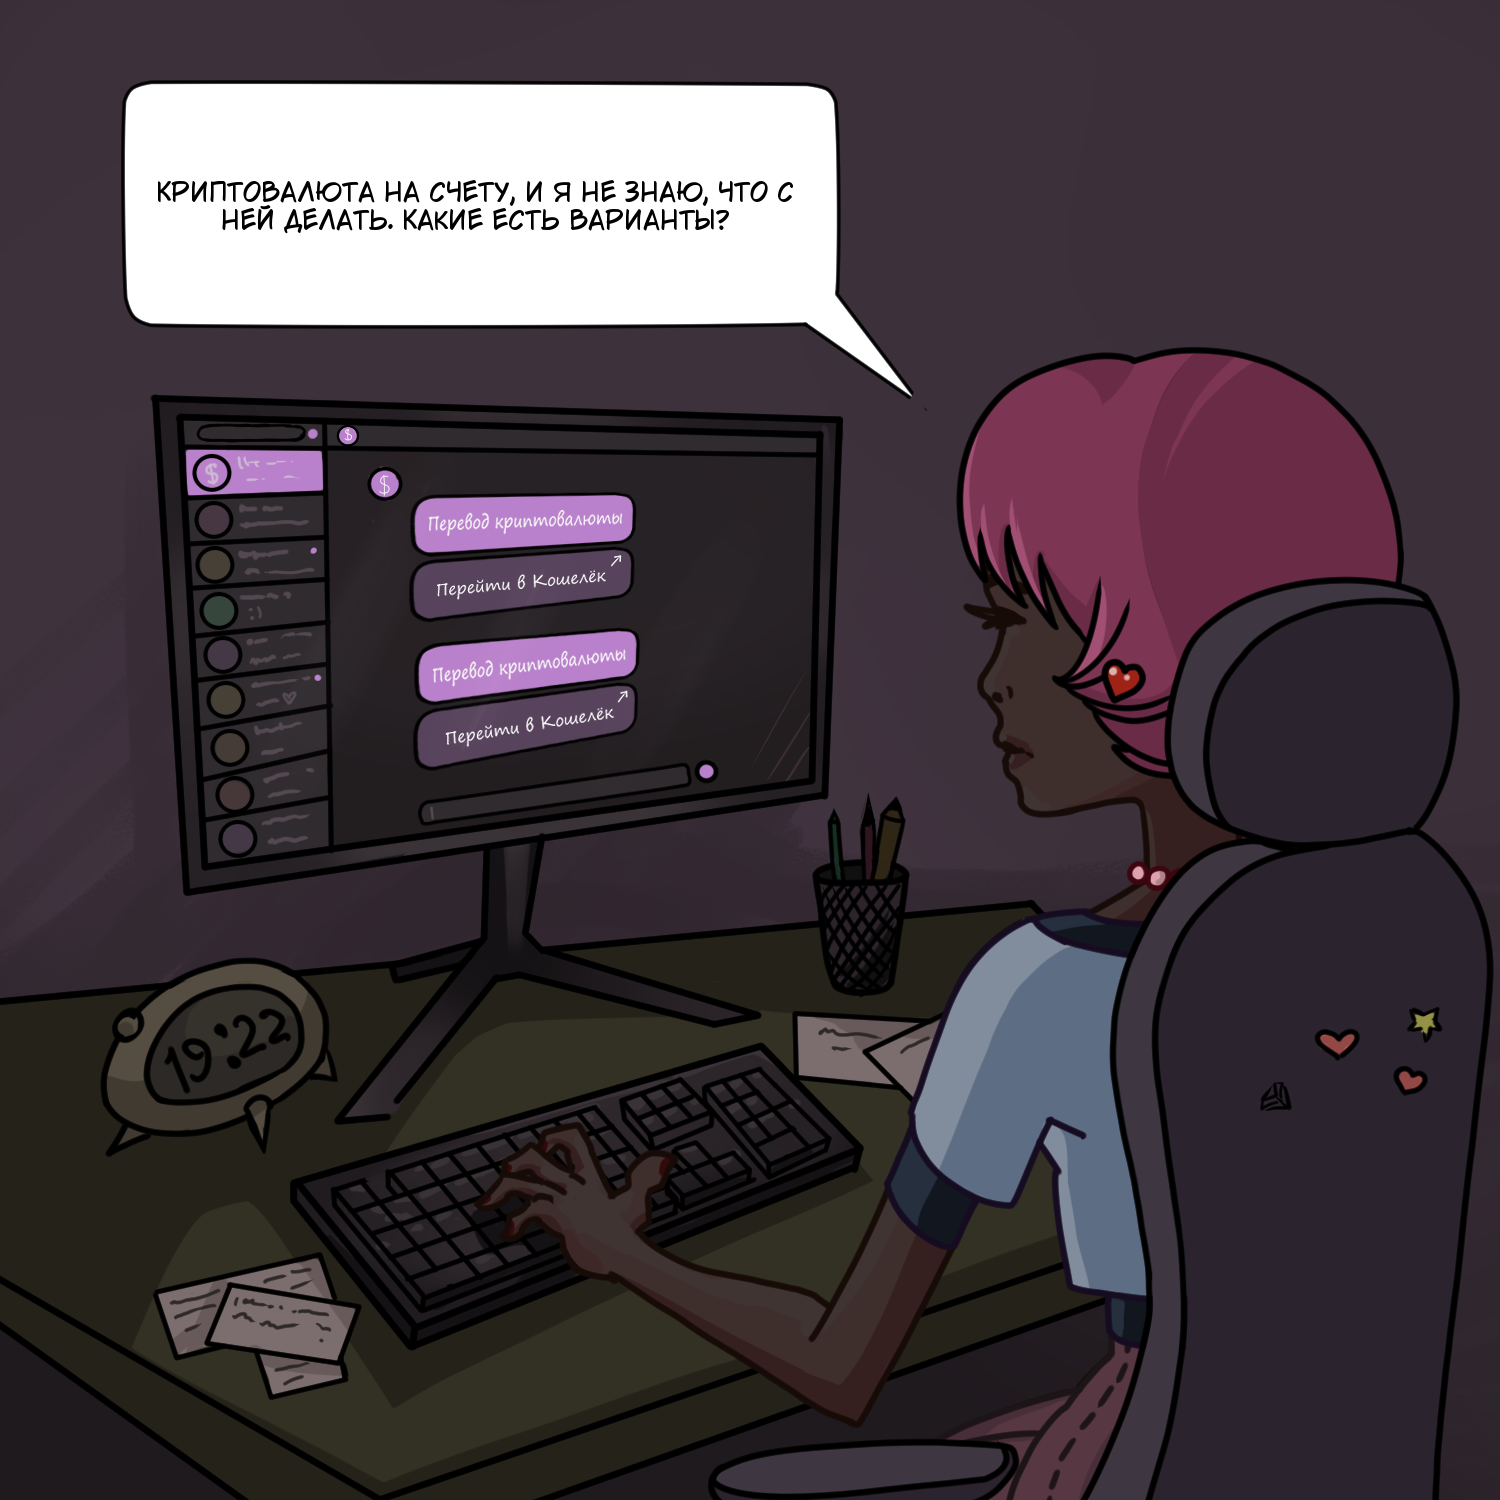 КРИПТОВАЛЮТА НА СЧЕТУ, И Я НЕ ЗНАЮ, ЧТО С
НЕЙ ДЕЛАТЬ. КАКИЕ ЕСТЬ ВАРИАНТЫ?
$
$
$
Перевод криптовалюты
Перейти в Кошелёк
:)
Перевод криптовалюты
Перейти в Кошелёк
19:22